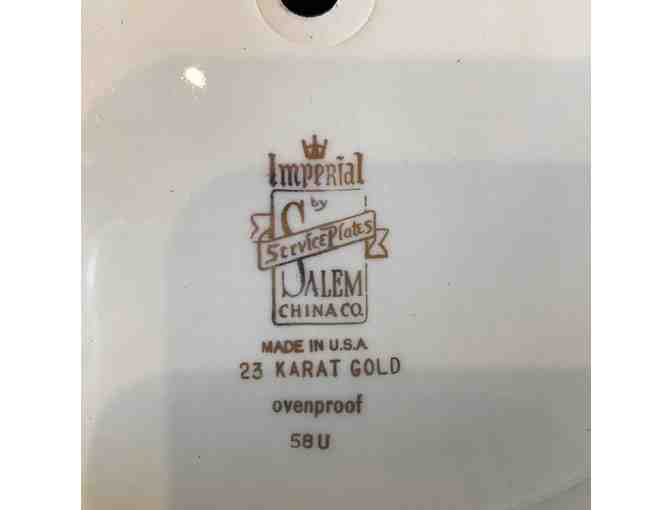 Imperial
by
Service Plates
SALEM
CHINA CO.
MADE IN U.S.A
23 KARAT GOLD
ovenproof
58U